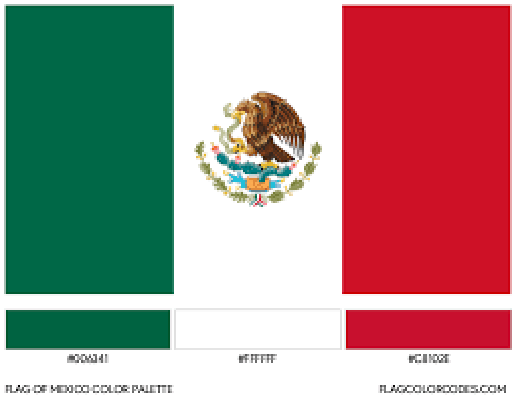 #006341 #FFFFFF #C8102E
FLAG OF MEXICO COLOR PALETTE FLAGCOLORCODES.COM